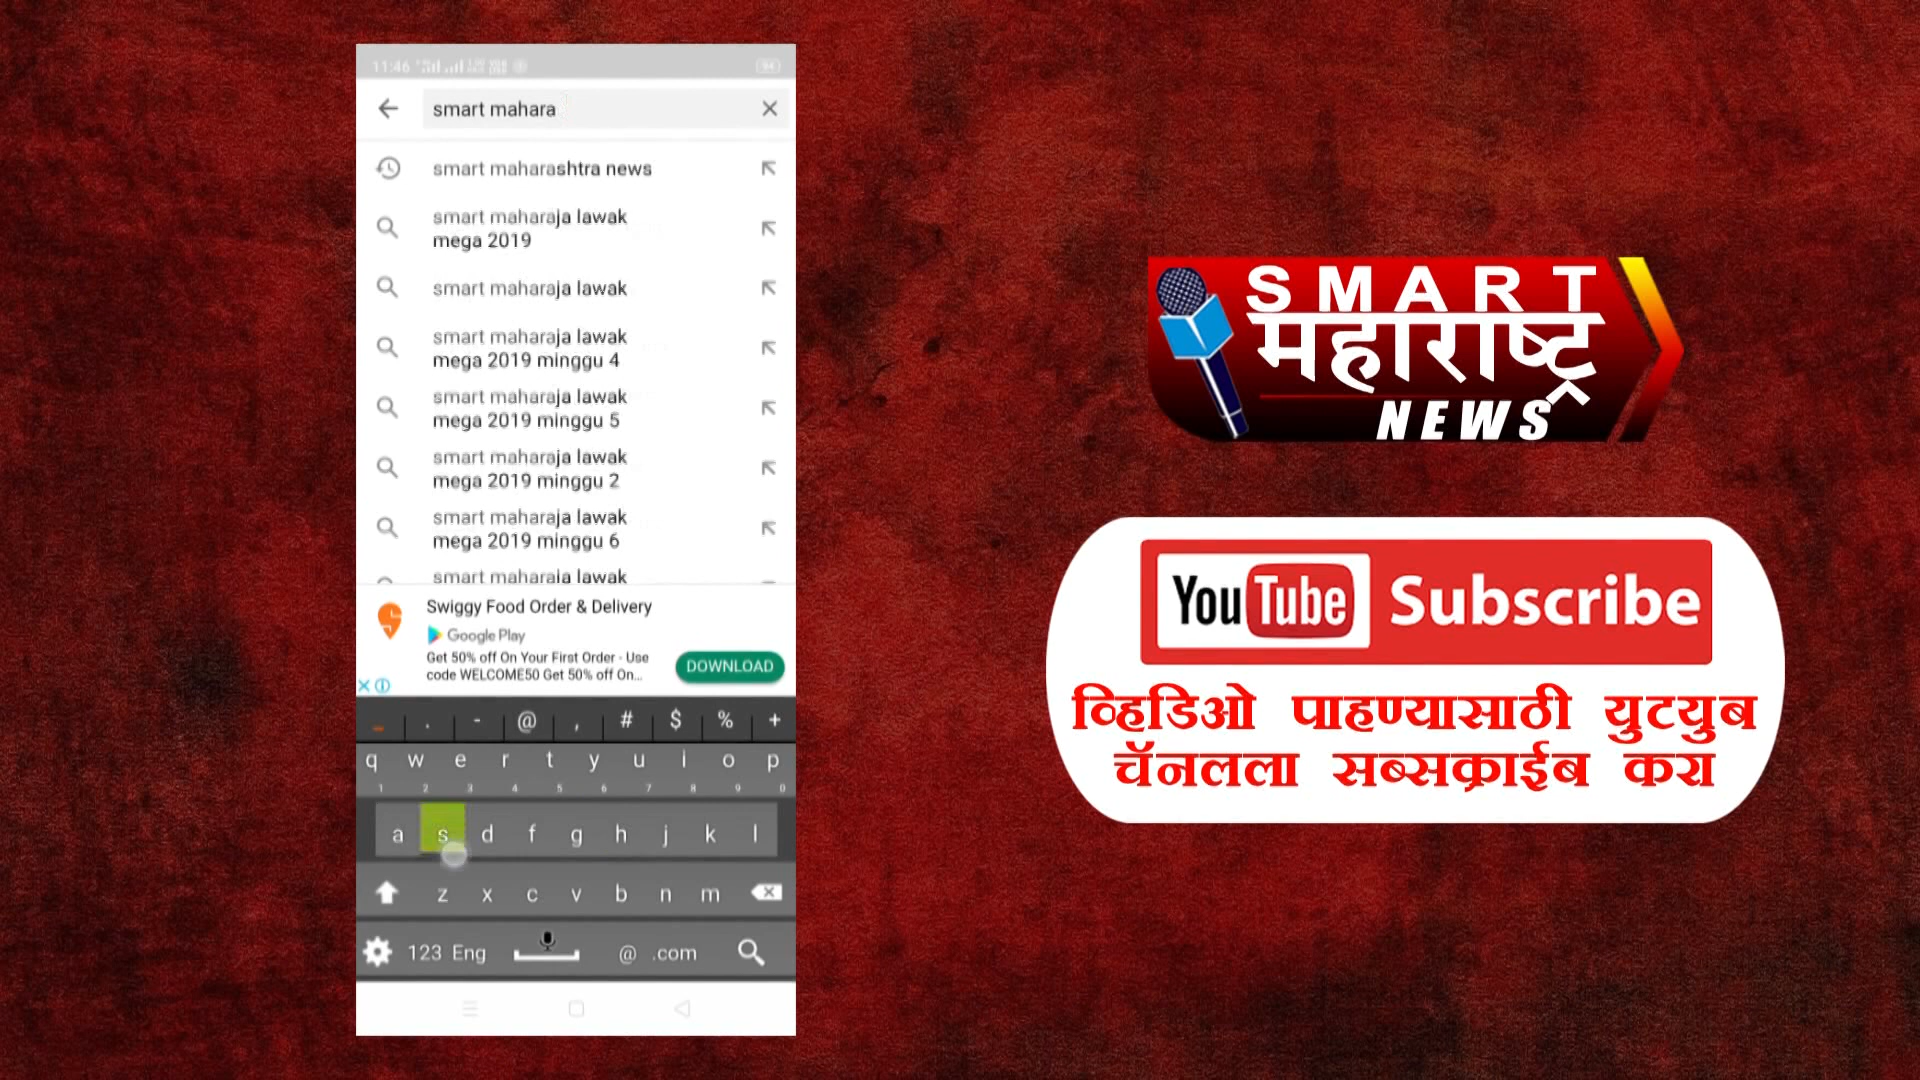 11:46
94
smart mahara
smart maharashtra news
smart maharaja lawak
mega 2019
smart maharaja lawak
smart maharaja lawak
mega 2019 minggu 4
smart maharaja lawak
mega 2019 minggu 5
smart maharaja lawak
mega 2019 minggu 2
smart maharaja lawak
mega 2019 minggu 6
smart maharaja lawak
Swiggy Food Order & Delivery
Google Play
Get 50% off On Your First Order - Use
code WELCOME50 Get 50% off On...
DOWNLOAD
_ . - @ , # $ % +
q w e r t y u i o p
1 2 3 4 5 6 7 8 9 0
a s d f g h j k l
z x c v b n m
123 Eng @ .com
SMART
महाराष्ट्र
NEWS
YouTube Subscribe
व्हिडिओ पाहण्यासाठी युटयुब
चॅनलला सब्सक्राईब करा